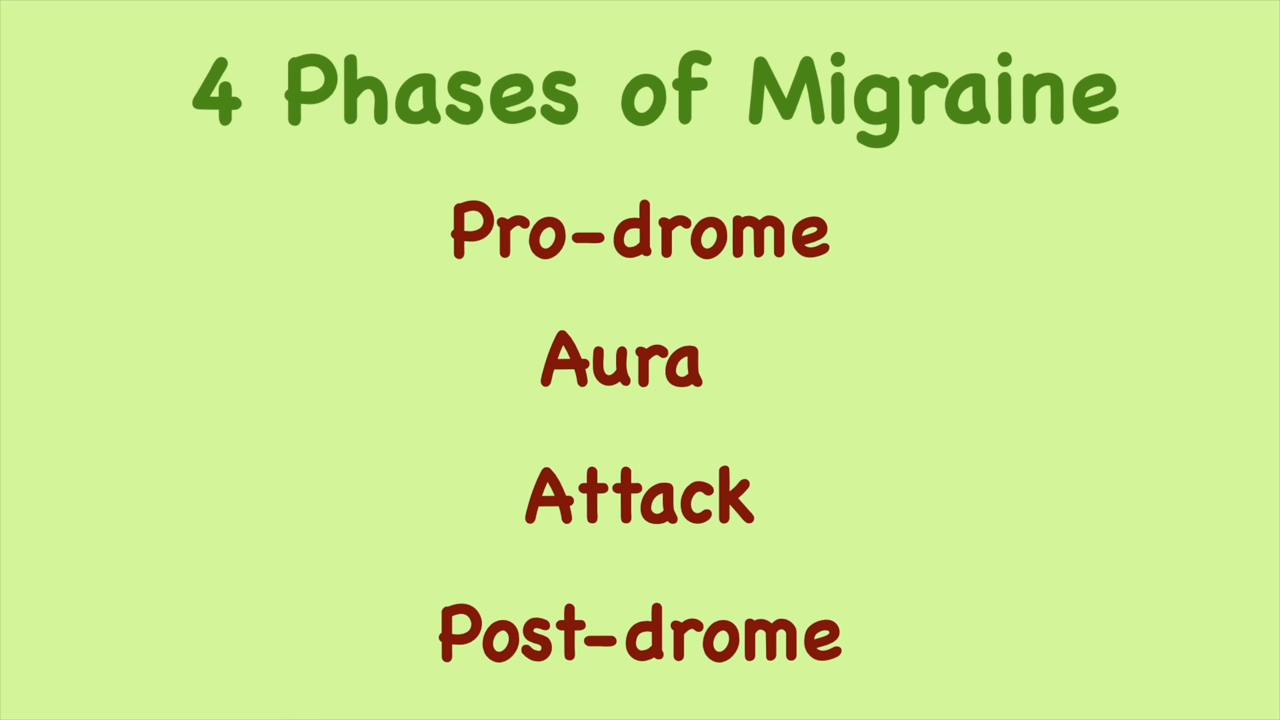 4 Phases of Migraine
Pro-drome
Aura
Attack
Post-drome